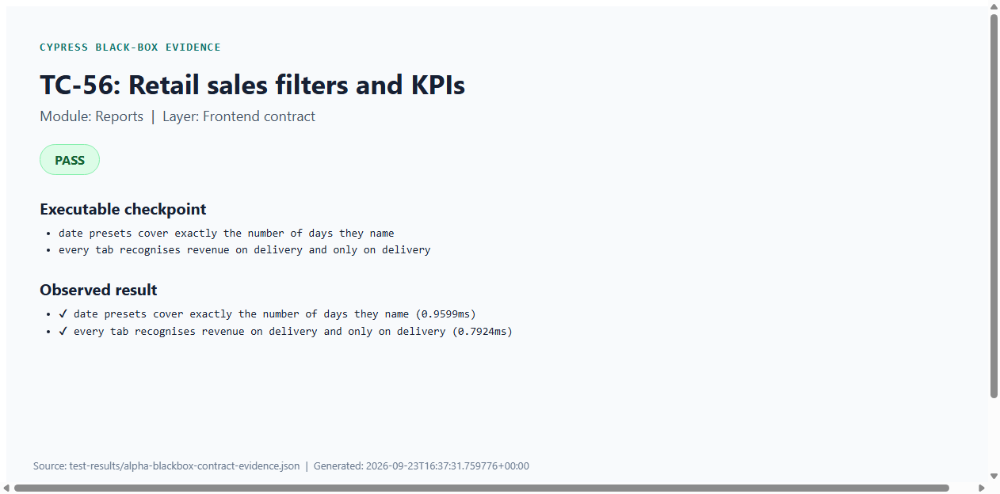 CYPRESS BLACK-BOX EVIDENCE
TC-56: Retail sales filters and KPIs
Module: Reports | Layer: Frontend contract
PASS
Executable checkpoint
• date presets cover exactly the number of days they name
• every tab recognises revenue on delivery and only on delivery
Observed result
• ✓ date presets cover exactly the number of days they name (0.9599ms)
• ✓ every tab recognises revenue on delivery and only on delivery (0.7924ms)
Source: test-results/alpha-blackbox-contract-evidence.json | Generated: 2026-09-23T16:37:31.759776+00:00